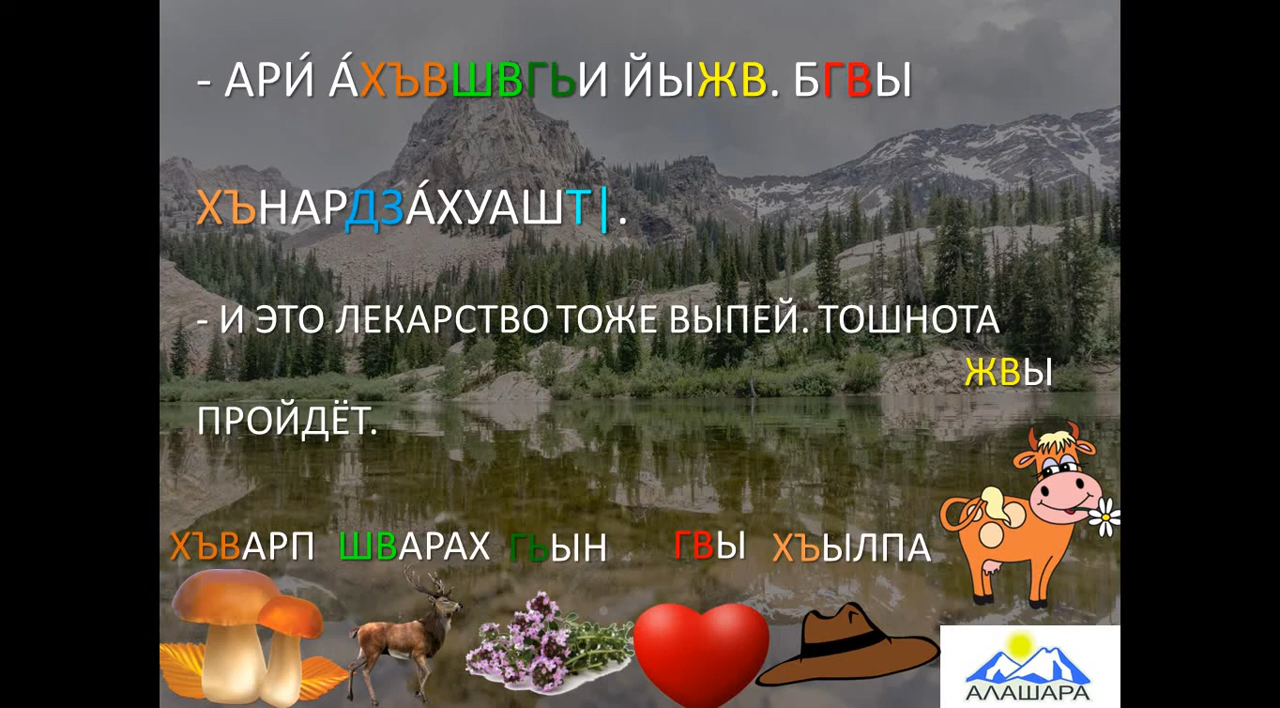 - АРИ́ А́ХЪВШВГЬИ ЙЫЖВ. БГВЫ
ХЪНАРДЗА́ХУАШТ|.
- И ЭТО ЛЕКАРСТВО ТОЖЕ ВЫПЕЙ. ТОШНОТА
ЖВЫ
ПРОЙДЁТ.
ХЪВАРП ШВАРАХ ГЬЫН ГВЫ ХЪЫЛПА
АЛАШАРА